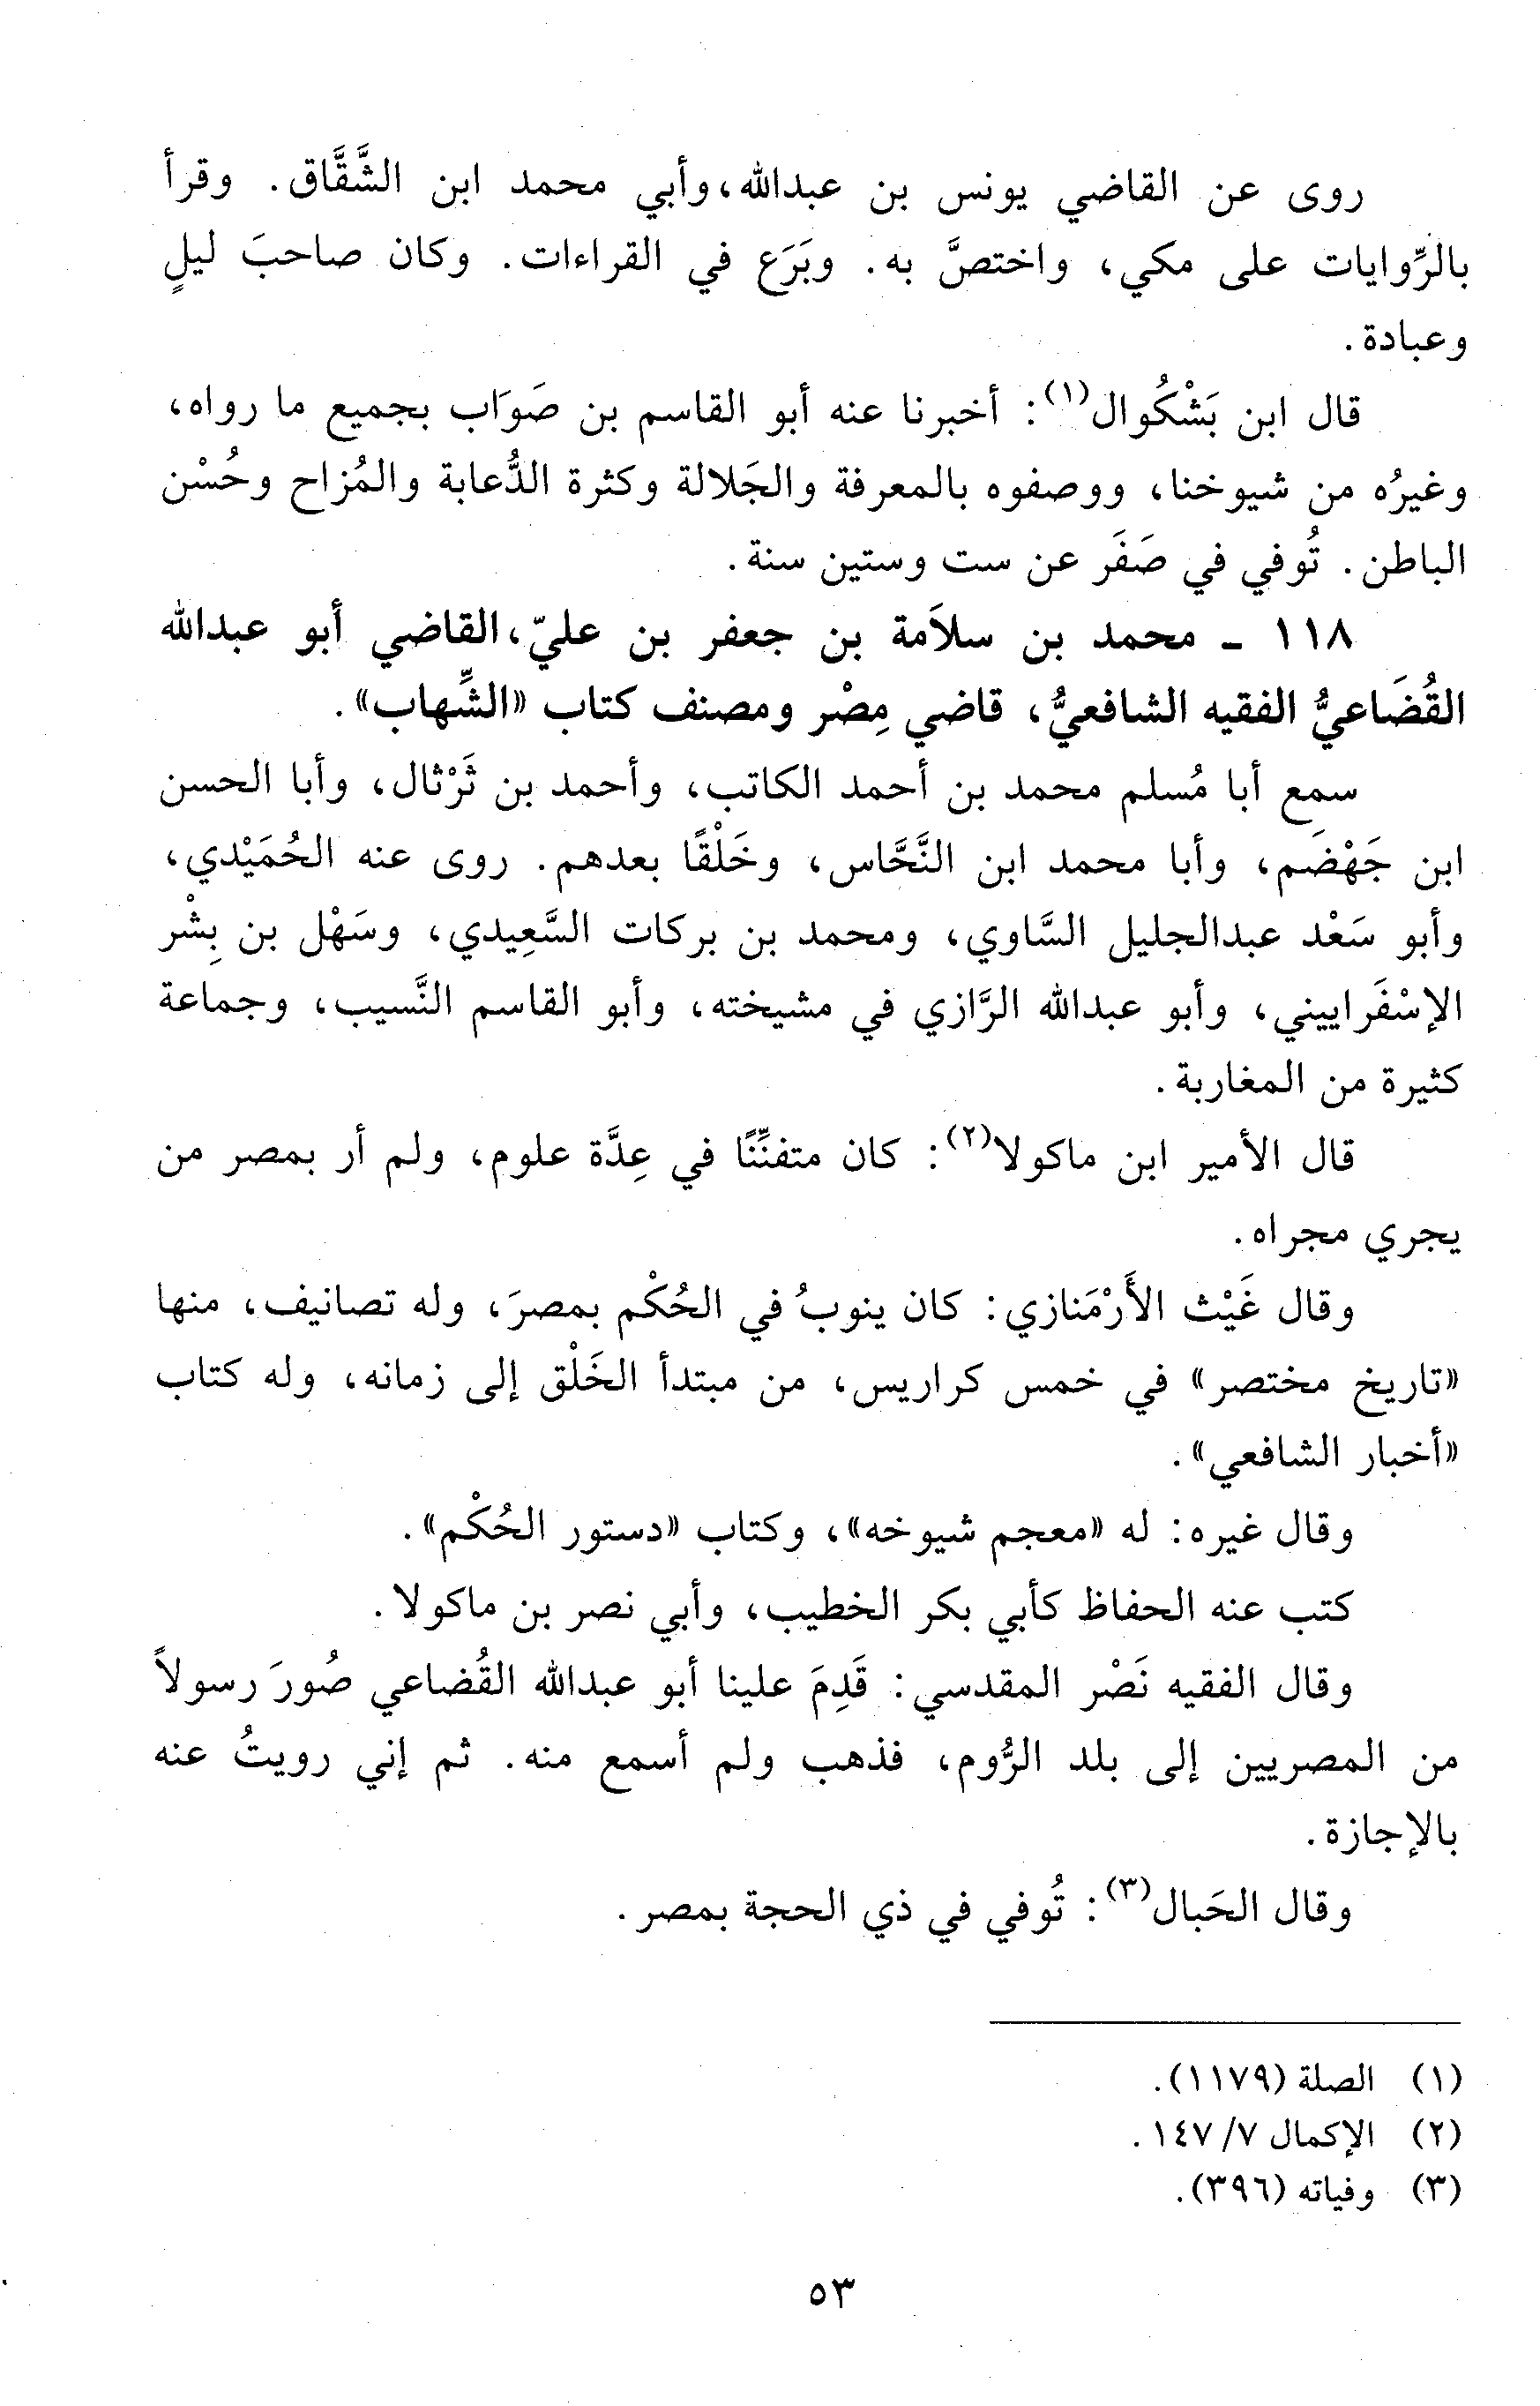 روى عن القاضي يونس بن عبدالله، وأبي محمد ابن الشَّقَّاق. وقرأ
بالرِّوايات على مكي، واختصَّ به. وبَرَع في القراءات. وكان صاحبَ ليلٍ
وعبادة.
قال ابن بَشْكُوال(١): أخبرنا عنه أبو القاسم بن صَوَاب بجميع ما رواه،
وغيرُه من شيوخنا، ووصفوه بالمعرفة والجَلالة وكثرة الدُّعابة والمُزاح وحُسْن
الباطن. تُوفي في صَفَر عن ست وستين سنة.
١١٨ - محمد بن سلاَمة بن جعفر بن عليّ، القاضي أبو عبدالله
القُضَاعيُّ الفقيه الشافعيُّ، قاضي مِصْر ومصنف كتاب «الشِّهاب».
سمع أبا مُسلم محمد بن أحمد الكاتب، وأحمد بن ثَرْثال، وأبا الحسن
ابن جَهْضَم، وأبا محمد ابن النَّحَّاس، وخَلْقًا بعدهم. روى عنه الحُمَيْدي،
وأبو سَعْد عبدالجليل السَّاوي، ومحمد بن بركات السَّعِيدي، وسَهْل بن بِشْر
الإسْفَراييني، وأبو عبدالله الرَّازي في مشيخته، وأبو القاسم النَّسيب، وجماعة
كثيرة من المغاربة.
قال الأمير ابن ماكولا(٢): كان متفنِّنًا في عِدَّة علوم، ولم أر بمصر من
يجري مجراه.
وقال غَيْث الأَرْمَنازي: كان ينوبُ في الحُكْم بمصرَ، وله تصانيف، منها
«تاريخ مختصر» في خمس كراريس، من مبتدأ الخَلْق إلى زمانه، وله كتاب
«أخبار الشافعي».
وقال غيره: له «معجم شيوخه»، وكتاب «دستور الحُكْم».
كتب عنه الحفاظ كأبي بكر الخطيب، وأبي نصر بن ماكولا.
وقال الفقيه نَصْر المقدسي: قَدِمَ علينا أبو عبدالله القُضاعي صُورَ رسولاً
من المصريين إلى بلد الرُّوم، فذهب ولم أسمع منه. ثم إني رويتُ عنه
بالإجازة.
وقال الحَبال(٣): تُوفي في ذي الحجة بمصر.
(١) الصلة (١١٧٩).
(٢) الإكمال ٧/ ١٤٧.
(٣) وفياته (٣٩٦).
٥٣